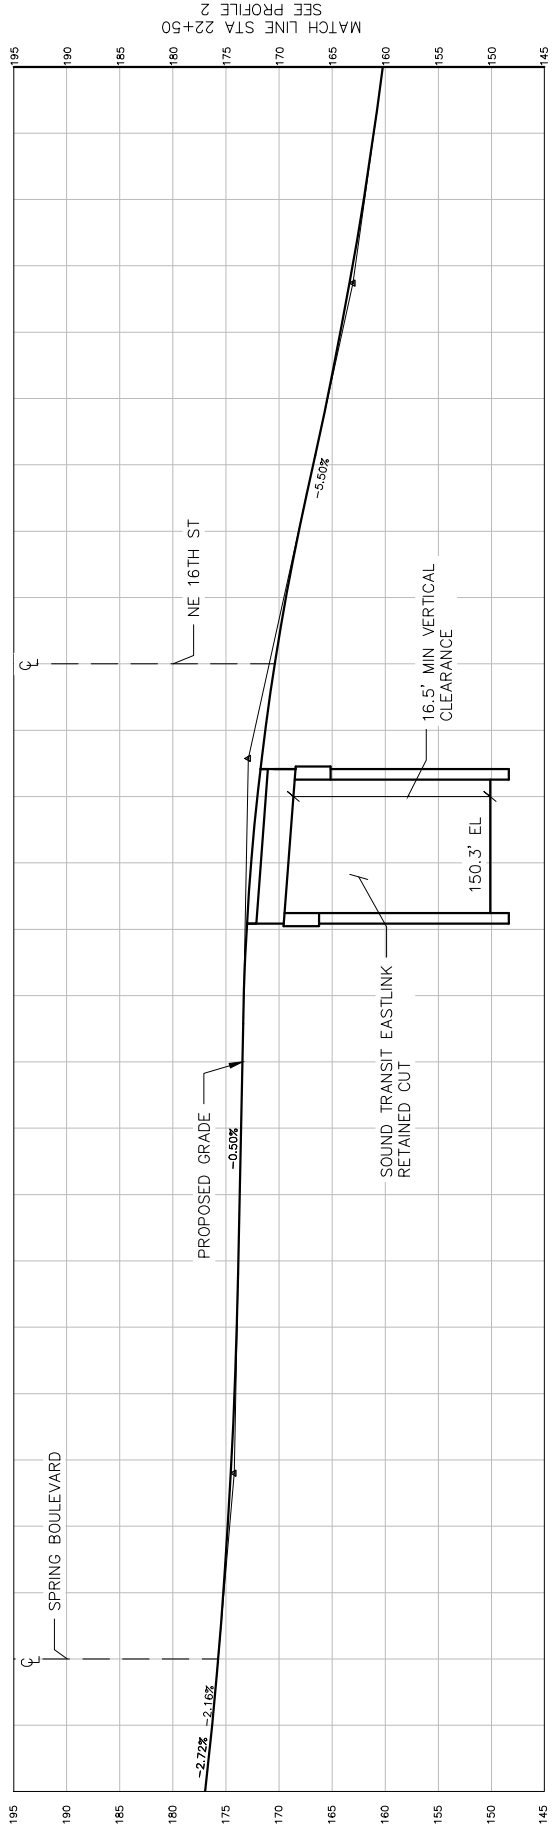 195
190
185
180
175
170
165
160
155
150
145
℄
SPRING BOULEVARD
-2.72%
-2.16%
PROPOSED GRADE
-0.50%
SOUND TRANSIT EASTLINK
RETAINED CUT
150.3' EL
16.5' MIN VERTICAL
CLEARANCE
℄
NE 16TH ST
-5.50%
195
190
185
180
175
170
165
160
155
150
145
MATCH LINE STA 22+50
SEE PROFILE 2